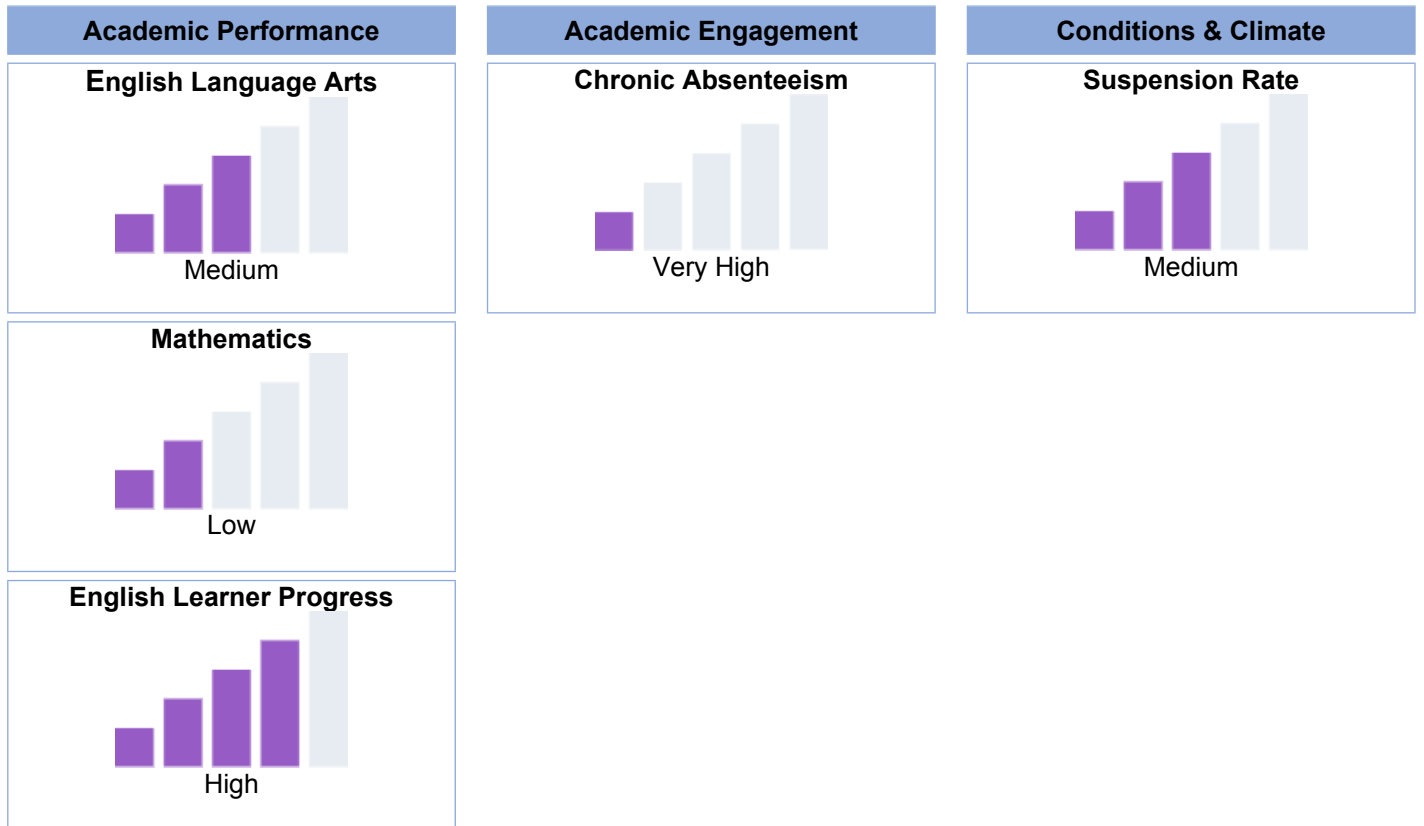 Academic Performance
English Language Arts
Medium
Mathematics
Low
English Learner Progress
High
Academic Engagement
Chronic Absenteeism
Very High
Conditions & Climate
Suspension Rate
Medium